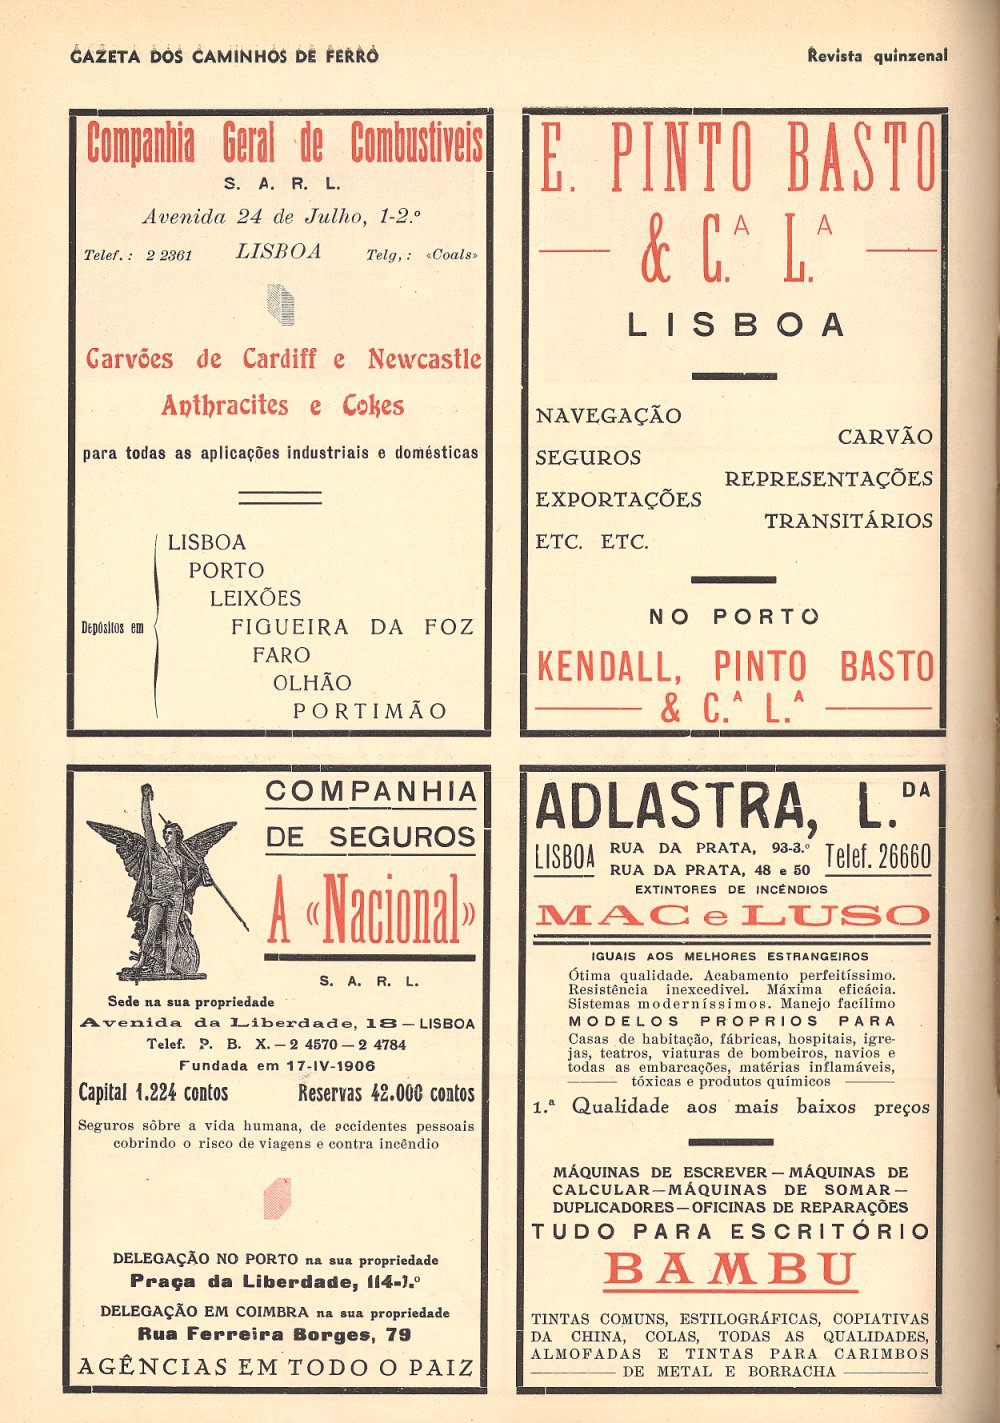 GAZETA DOS CAMINHOS DE FERRO
Revista quinzenal
Companhia Geral de Combustiveis
S. A. R. L.
Avenida 24 de Julho, 1-2.º
Telef.: 2 2361 LISBOA Telg,: «Coals»
Carvões de Cardiff e Newcastle
Anthracites e Cokes
para todas as aplicações industriais e domésticas
Depósitos em
LISBOA
PORTO
LEIXÕES
FIGUEIRA DA FOZ
FARO
OLHÃO
PORTIMÃO
E. PINTO BASTO
& C.A L.A
LISBOA
NAVEGAÇÃO
CARVÃO
SEGUROS
REPRESENTAÇÕES
EXPORTAÇÕES
TRANSITÁRIOS
ETC. ETC.
NO PORTO
KENDALL, PINTO BASTO
& C.A L.A
COMPANHIA
DE SEGUROS
A «Nacional»
S. A. R. L.
Sede na sua propriedade
Avenida da Liberdade, 18 — LISBOA
Telef. P. B. X. — 2 4570 — 2 4784
Fundada em 17-IV-1906
Capital 1.224 contos Reservas 42.000 contos
Seguros sôbre a vida humana, de accidentes pessoais
cobrindo o risco de viagens e contra incêndio
DELEGAÇÃO NO PORTO na sua propriedade
Praça da Liberdade, 114-1.º
DELEGAÇÃO EM COIMBRA na sua propriedade
Rua Ferreira Borges, 79
AGÊNCIAS EM TODO O PAIZ
ADLASTRA, L.DA
LISBOA RUA DA PRATA, 93-3.º Telef. 26660
RUA DA PRATA, 48 e 50
EXTINTORES DE INCÊNDIOS
MAC e LUSO
IGUAIS AOS MELHORES ESTRANGEIROS
Ótima qualidade. Acabamento perfeitíssimo.
Resistência inexcedivel. Máxima eficácia.
Sistemas moderníssimos. Manejo facílimo
MODELOS PROPRIOS PARA
Casas de habitação, fábricas, hospitais, igre-
jas, teatros, viaturas de bombeiros, navios e
todas as embarcações, matérias inflamáveis,
tóxicas e produtos químicos
1.ª Qualidade aos mais baixos preços
MÁQUINAS DE ESCREVER — MÁQUINAS DE
CALCULAR — MÁQUINAS DE SOMAR —
DUPLICADORES — OFICINAS DE REPARAÇÕES
TUDO PARA ESCRITÓRIO
BAMBU
TINTAS COMUNS, ESTILOGRÁFICAS, COPIATIVAS
DA CHINA, COLAS, TODAS AS QUALIDADES,
ALMOFADAS E TINTAS PARA CARIMBOS
DE METAL E BORRACHA